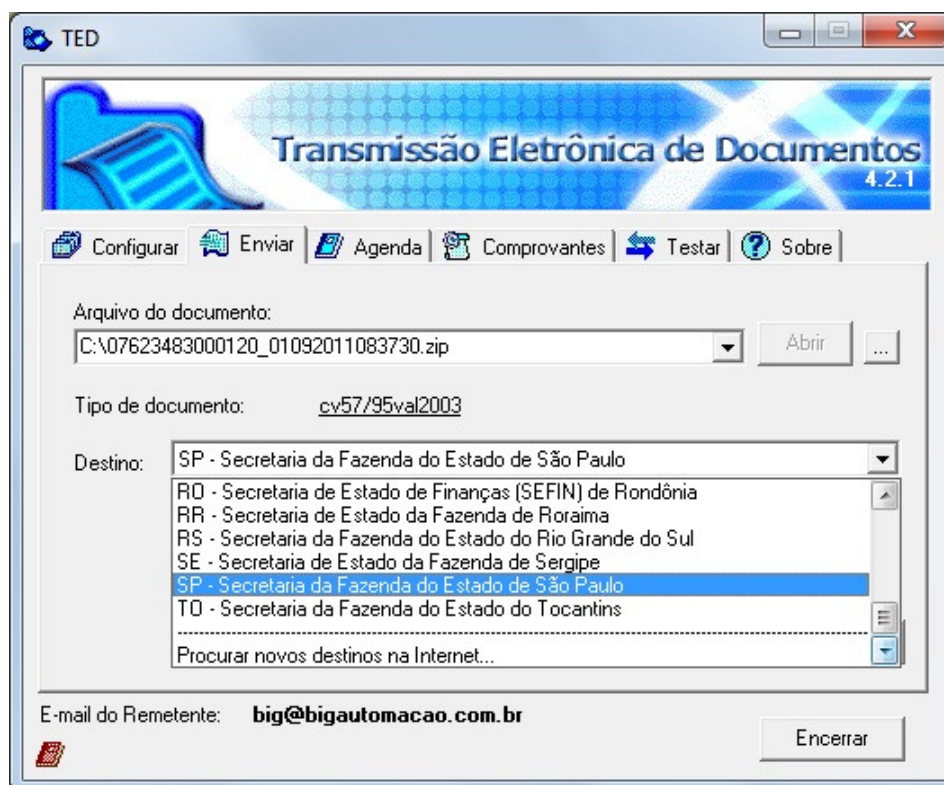 TED
Transmissão Eletrônica de Documentos
4.2.1
Configurar Enviar Agenda Comprovantes Testar Sobre
Arquivo do documento:
C:\07623483000120_01092011083730.zip Abrir ...
Tipo de documento: cv57/95val2003
Destino: SP - Secretaria da Fazenda do Estado de São Paulo
RO - Secretaria de Estado de Finanças (SEFIN) de Rondônia
RR - Secretaria de Estado da Fazenda de Roraima
RS - Secretaria da Fazenda do Estado do Rio Grande do Sul
SE - Secretaria de Estado da Fazenda de Sergipe
SP - Secretaria da Fazenda do Estado de São Paulo
TO - Secretaria da Fazenda do Estado do Tocantins
Procurar novos destinos na Internet...
E-mail do Remetente: big@bigautomacao.com.br
Encerrar